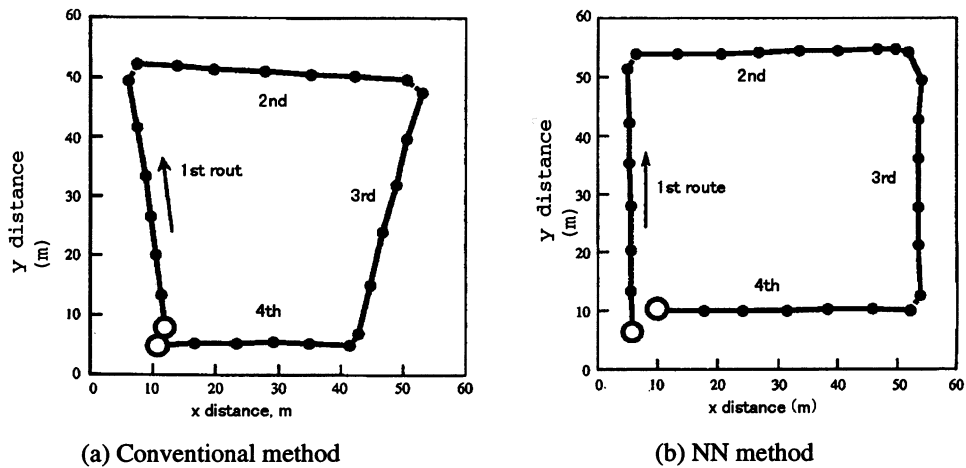 60
50
40
30
20
10
0
y distance
(m)
2nd
1st rout
3rd
4th
0 10 20 30 40 50 60
x distance, m
(a) Conventional method
60
50
40
30
20
10
0
y distance
(m)
2nd
1st route
3rd
4th
0. 10 20 30 40 50 60
x distance (m)
(b) NN method